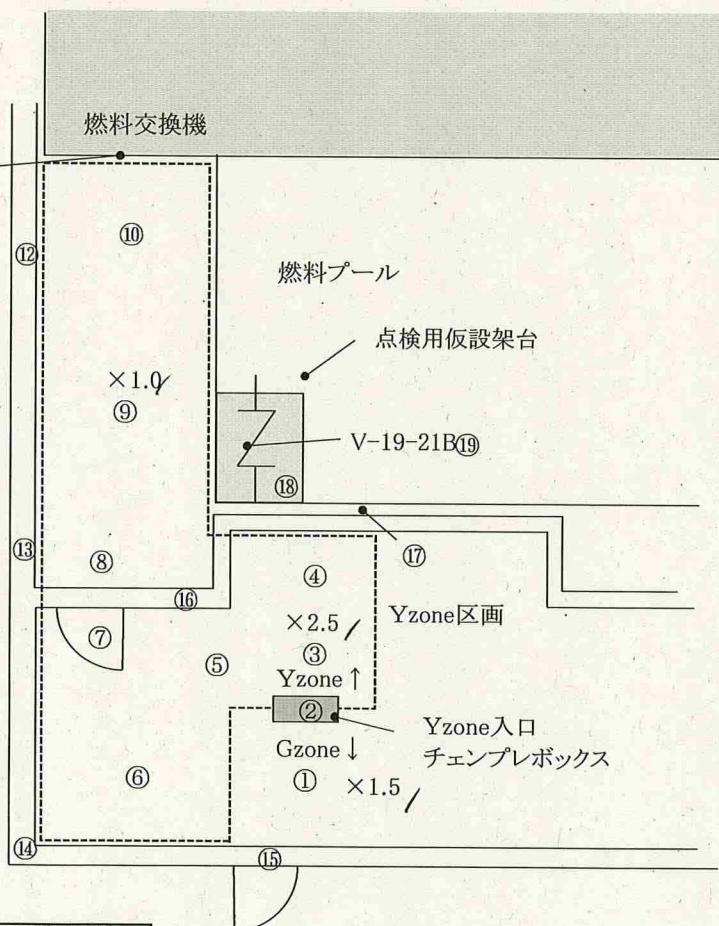 燃料交換機
⑩
⑫
燃料プール
点検用仮設架台
×1.0
⑨
V-19-21B⑲
⑱
⑬
⑧
⑰
④
⑯
×2.5
Yzone区画
⑦
③
⑤
Yzone ↑
②
Yzone入口
チェンプレボックス
Gzone ↓
⑥
①
×1.5
⑭
⑮